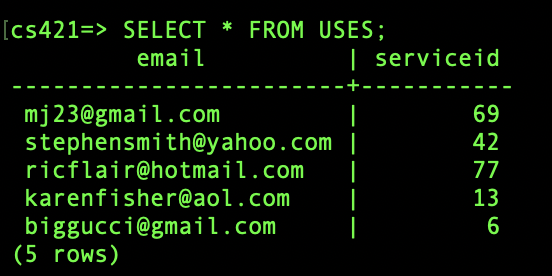 [cs421=> SELECT * FROM USES;
email | serviceid
-------------------------+-----------
mj23@gmail.com | 69
stephensmith@yahoo.com | 42
ricflair@hotmail.com | 77
karenfisher@aol.com | 13
biggucci@gmail.com | 6
(5 rows)